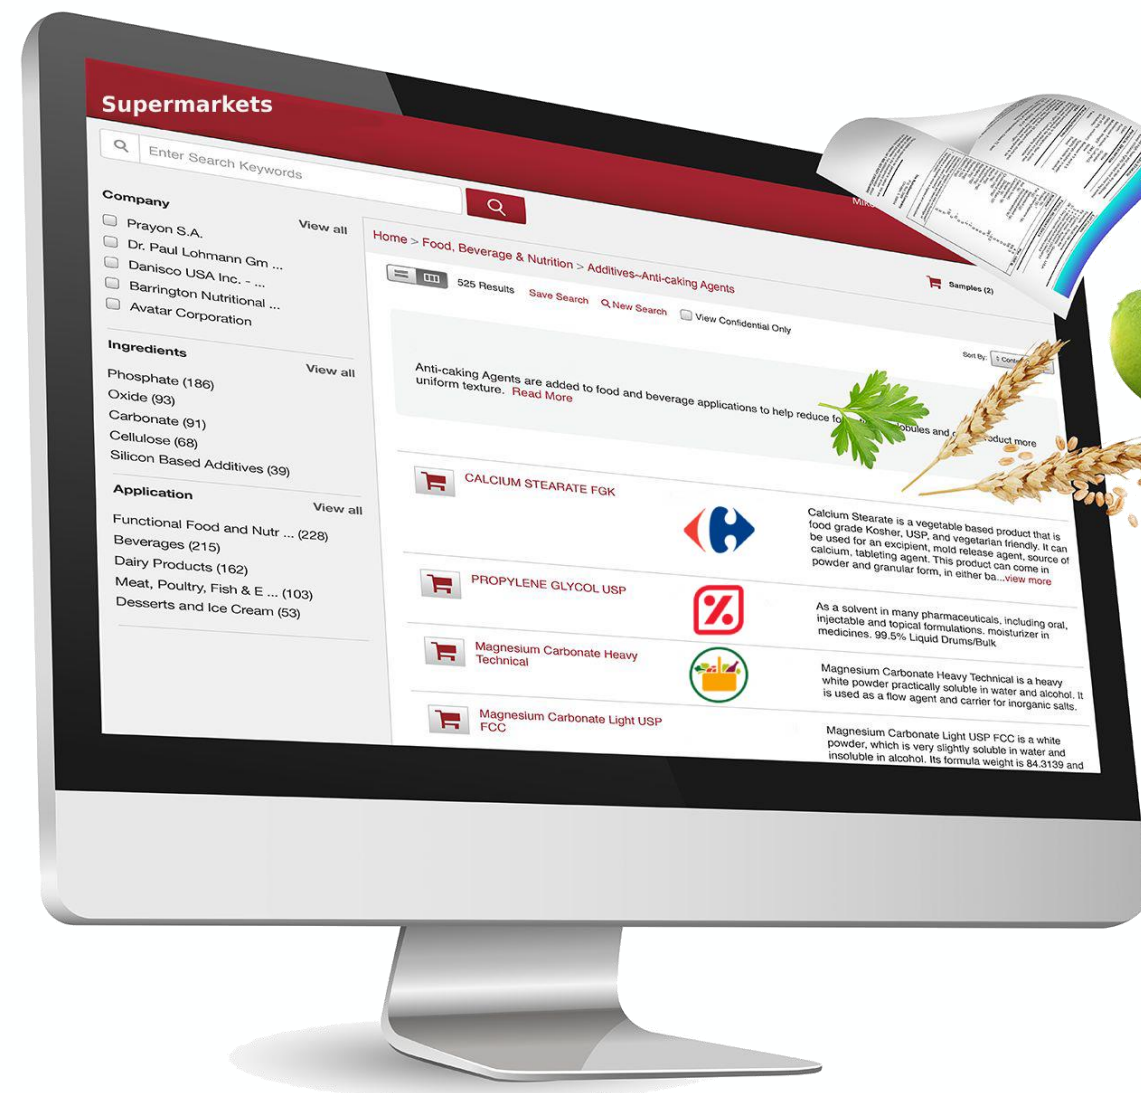 Supermarkets
Enter Search Keywords
Company
View all
Prayon S.A.
Dr. Paul Lohmann Gm ...
Danisco USA Inc. - ...
Barrington Nutritional ...
Avatar Corporation
Ingredients
View all
Phosphate (186)
Oxide (93)
Carbonate (91)
Cellulose (68)
Silicon Based Additives (39)
Application
View all
Functional Food and Nutr ... (228)
Beverages (215)
Dairy Products (162)
Meat, Poultry, Fish & E ... (103)
Desserts and Ice Cream (53)
Home > Food, Beverage & Nutrition > Additives~Anti-caking Agents
Samples (2)
525 Results Save Search New Search View Confidential Only
Sort By:
Anti-caking Agents are added to food and beverage applications to help reduce and more
uniform texture. Read More
CALCIUM STEARATE FGK
Calcium Stearate is a vegetable based product that is
food grade Kosher, USP, and vegetarian friendly. It can
be used for an excipient, mold release agent, source of
calcium, tableting agent. This product can come in
powder and granular form, in either ba...view more
PROPYLENE GLYCOL USP
As a solvent in many pharmaceuticals, including oral,
injectable and topical formulations. moisturizer in
medicines. 99.5% Liquid Drums/Bulk
Magnesium Carbonate Heavy
Technical
Magnesium Carbonate Heavy Technical is a heavy
white powder practically soluble in water and alcohol. It
is used as a flow agent and carrier for inorganic salts.
Magnesium Carbonate Light USP
FCC
Magnesium Carbonate Light USP FCC is a white
powder, which is very slightly soluble in water and
insoluble in alcohol. Its formula weight is 84.3139 and